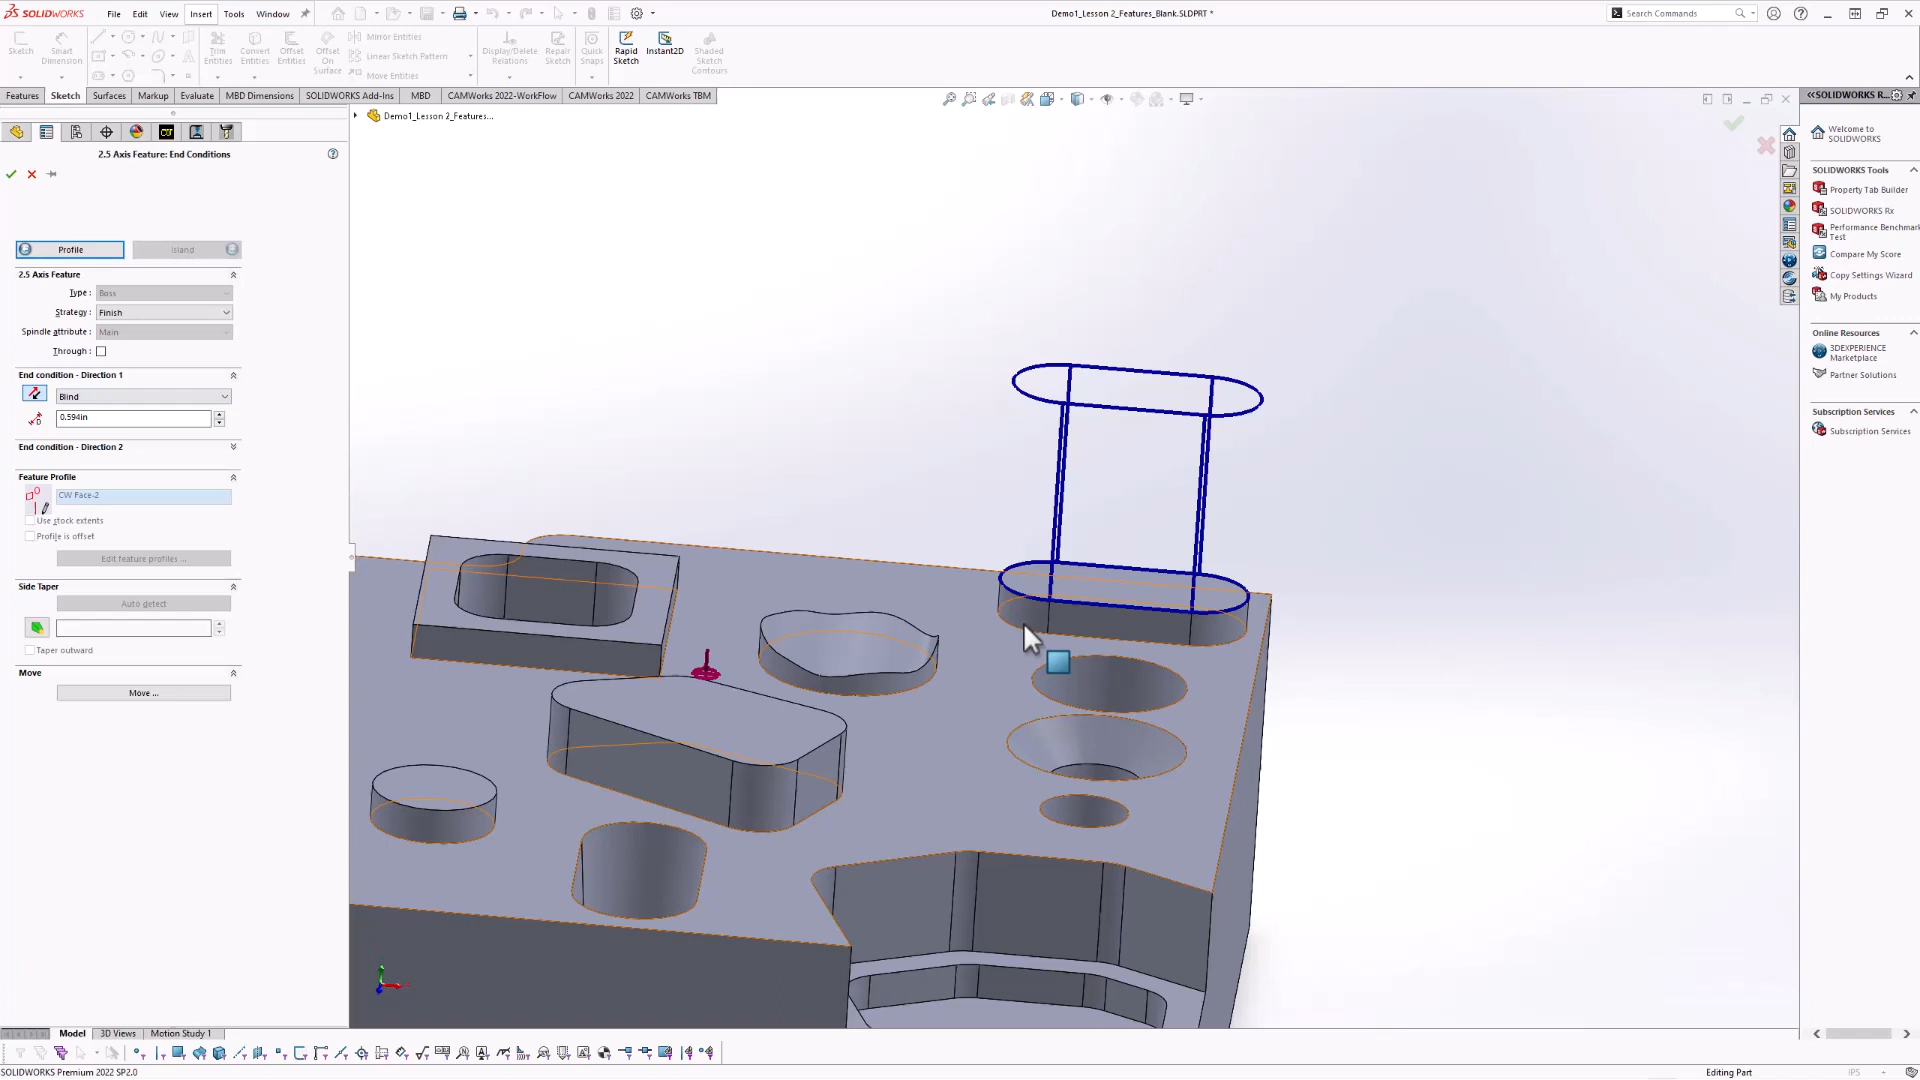 SOLIDWORKS
File Edit View Insert Tools Window
Demo1_Lesson 2_Features_Blank.SLDPRT *
Search Commands
Sketch
Smart Dimension
Trim Entities
Convert Entities
Offset Entities
Offset On Surface
Mirror Entities
Linear Sketch Pattern
Move Entities
Display/Delete Relations
Repair Sketch
Quick Snaps
Rapid Sketch
Instant2D
Shaded Sketch Contours
Features Sketch Surfaces Markup Evaluate MBD Dimensions SOLIDWORKS Add-Ins MBD CAMWorks 2022-WorkFlow CAMWorks 2022 CAMWorks TBM
Demo1_Lesson 2_Features...
2.5 Axis Feature: End Conditions
Profile
Island
2.5 Axis Feature
Type : Boss
Strategy : Finish
Spindle attribute : Main
Through :
End condition - Direction 1
Blind
0.594in
End condition - Direction 2
Feature Profile
CW Face-2
Use stock extents
Profile is offset
Edit feature profiles ...
Side Taper
Auto detect
Taper outward
Move
Move ...
SOLIDWORKS R...
Welcome to SOLIDWORKS
SOLIDWORKS Tools
Property Tab Builder
SOLIDWORKS Rx
Performance Benchmark Test
Compare My Score
Copy Settings Wizard
My Products
Online Resources
3DEXPERIENCE Marketplace
Partner Solutions
Subscription Services
Subscription Services
Model 3D Views Motion Study 1
SOLIDWORKS Premium 2022 SP2.0
Editing Part
IPS